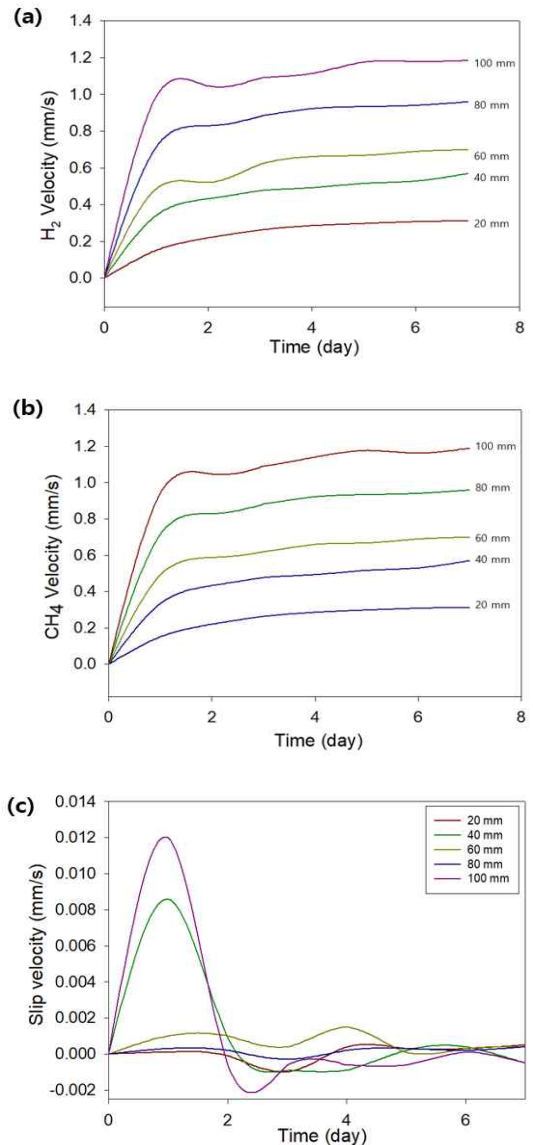 (a)
1.4
1.2
1.0
0.8
0.6
0.4
0.2
0.0
H2 Velocity (mm/s)
100 mm
80 mm
60 mm
40 mm
20 mm
0 2 4 6 8
Time (day)
(b)
1.4
1.2
1.0
0.8
0.6
0.4
0.2
0.0
CH4 Velocity (mm/s)
100 mm
80 mm
60 mm
40 mm
20 mm
0 2 4 6 8
Time (day)
(c)
0.014
0.012
0.010
0.008
0.006
0.004
0.002
0.000
-0.002
Slip velocity (mm/s)
20 mm
40 mm
60 mm
80 mm
100 mm
0 2 4 6
Time (day)